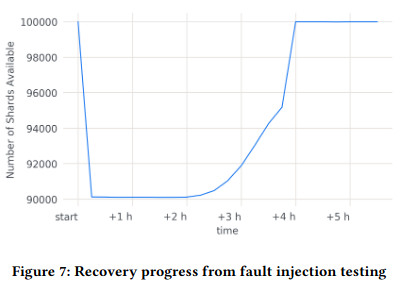 100000
98000
96000
94000
92000
90000
Number of Shards Available
start +1 h +2 h +3 h +4 h +5 h
time
Figure 7: Recovery progress from fault injection testing